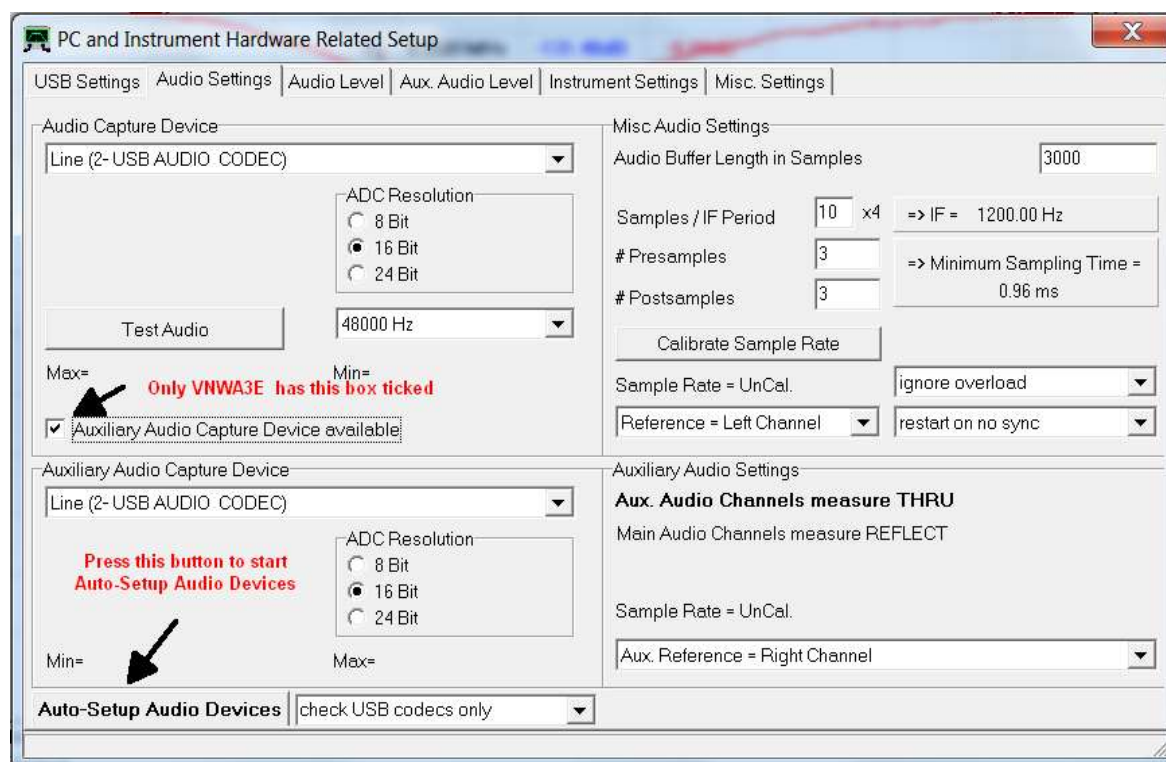 PC and Instrument Hardware Related Setup
X
USB Settings Audio Settings Audio Level Aux. Audio Level Instrument Settings Misc. Settings
Audio Capture Device
Line (2- USB AUDIO CODEC)
ADC Resolution
8 Bit
16 Bit
24 Bit
Test Audio
48000 Hz
Max=
Min=
Only VNWA3E has this box ticked
Auxiliary Audio Capture Device available
Misc Audio Settings
Audio Buffer Length in Samples 3000
Samples / IF Period 10 x4 => IF = 1200.00 Hz
# Presamples 3
# Postsamples 3
=> Minimum Sampling Time =
0.96 ms
Calibrate Sample Rate
Sample Rate = UnCal.
ignore overload
Reference = Left Channel
restart on no sync
Auxiliary Audio Capture Device
Line (2- USB AUDIO CODEC)
ADC Resolution
8 Bit
16 Bit
24 Bit
Press this button to start
Auto-Setup Audio Devices
Min=
Max=
Auxiliary Audio Settings
Aux. Audio Channels measure THRU
Main Audio Channels measure REFLECT
Sample Rate = UnCal.
Aux. Reference = Right Channel
Auto-Setup Audio Devices
check USB codecs only